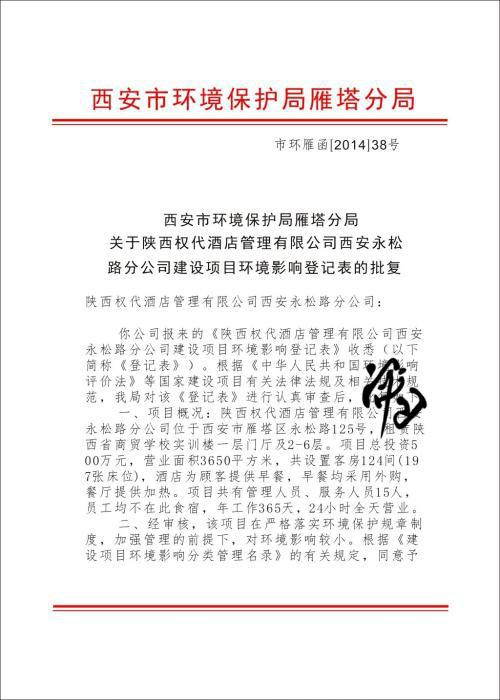 西安市环境保护局雁塔分局
市环雁函[2014]38号
西安市环境保护局雁塔分局
关于陕西权代酒店管理有限公司西安永松
路分公司建设项目环境影响登记表的批复
陕西权代酒店管理有限公司西安永松路分公司:
你公司报来的《陕西权代酒店管理有限公司西安
永松路分公司建设项目环境影响登记表》收悉(以下
简称《登记表》)。根据《中华人民共和国环境影响
评价法》等国家建设项目有关法律法规及相 规
范,我局对该《登记表》进行认真审查后,
一、项目概况:陕西权代酒店管理有限公司西安
永松路分公司位于西安市雁塔区永松路125号,租赁陕
西省商贸学校实训楼一层门厅及2-6层。项目总投资5
00万元,营业面积3650平方米,共设置客房124间(19
7张床位),酒店为顾客提供早餐,早餐均采用外购,
餐厅提供加热。项目共有管理人员、服务人员15人,
员工均不在此食宿,年工作365天,24小时全天营业。
二、经审核,该项目在严格落实环境保护规章制
度,加强管理的前提下,对环境影响较小。根据《建
设项目环境影响分类管理名录》的有关规定,同意予